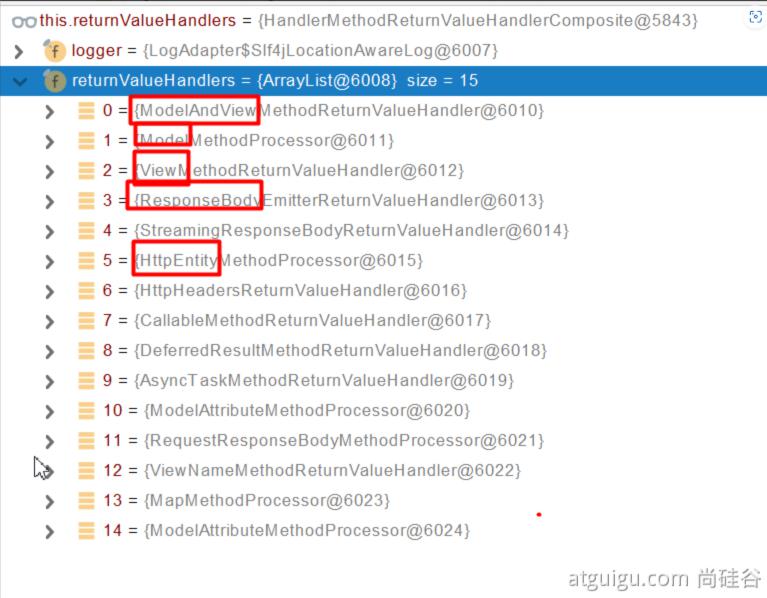 this.returnValueHandlers = {HandlerMethodReturnValueHandlerComposite@5843}
f logger = {LogAdapter$Slf4jLocationAwareLog@6007}
f returnValueHandlers = {ArrayList@6008} size = 15
0 = {ModelAndViewMethodReturnValueHandler@6010}
1 = {ModelMethodProcessor@6011}
2 = {ViewMethodReturnValueHandler@6012}
3 = {ResponseBodyEmitterReturnValueHandler@6013}
4 = {StreamingResponseBodyReturnValueHandler@6014}
5 = {HttpEntityMethodProcessor@6015}
6 = {HttpHeadersReturnValueHandler@6016}
7 = {CallableMethodReturnValueHandler@6017}
8 = {DeferredResultMethodReturnValueHandler@6018}
9 = {AsyncTaskMethodReturnValueHandler@6019}
10 = {ModelAttributeMethodProcessor@6020}
11 = {RequestResponseBodyMethodProcessor@6021}
12 = {ViewNameMethodReturnValueHandler@6022}
13 = {MapMethodProcessor@6023}
14 = {ModelAttributeMethodProcessor@6024}
atguigu.com 尚硅谷